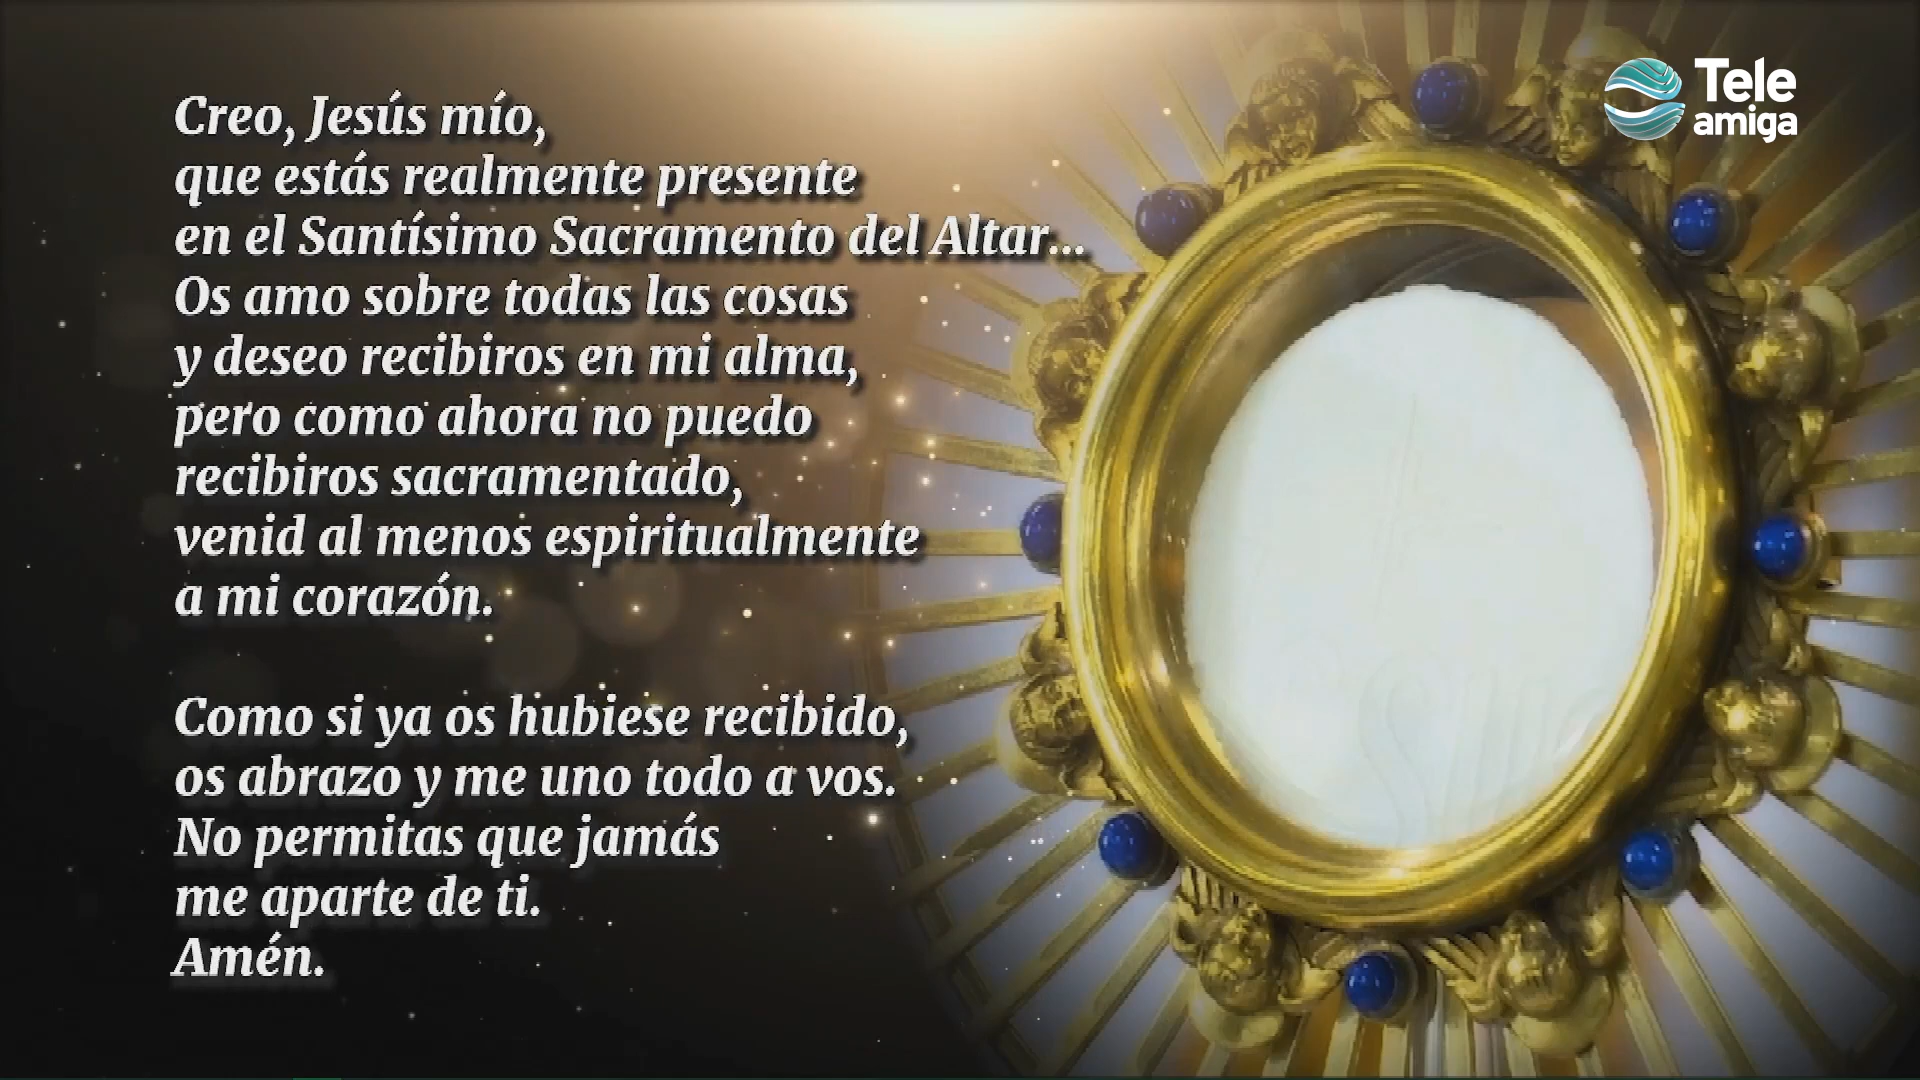 Creo, Jesús mío,
que estás realmente presente
en el Santísimo Sacramento del Altar...
Os amo sobre todas las cosas
y deseo recibiros en mi alma,
pero como ahora no puedo
recibiros sacramentado,
venid al menos espiritualmente
a mi corazón.
Como si ya os hubiese recibido,
os abrazo y me uno todo a vos.
No permitas que jamás
me aparte de ti.
Amén.
Tele
amiga